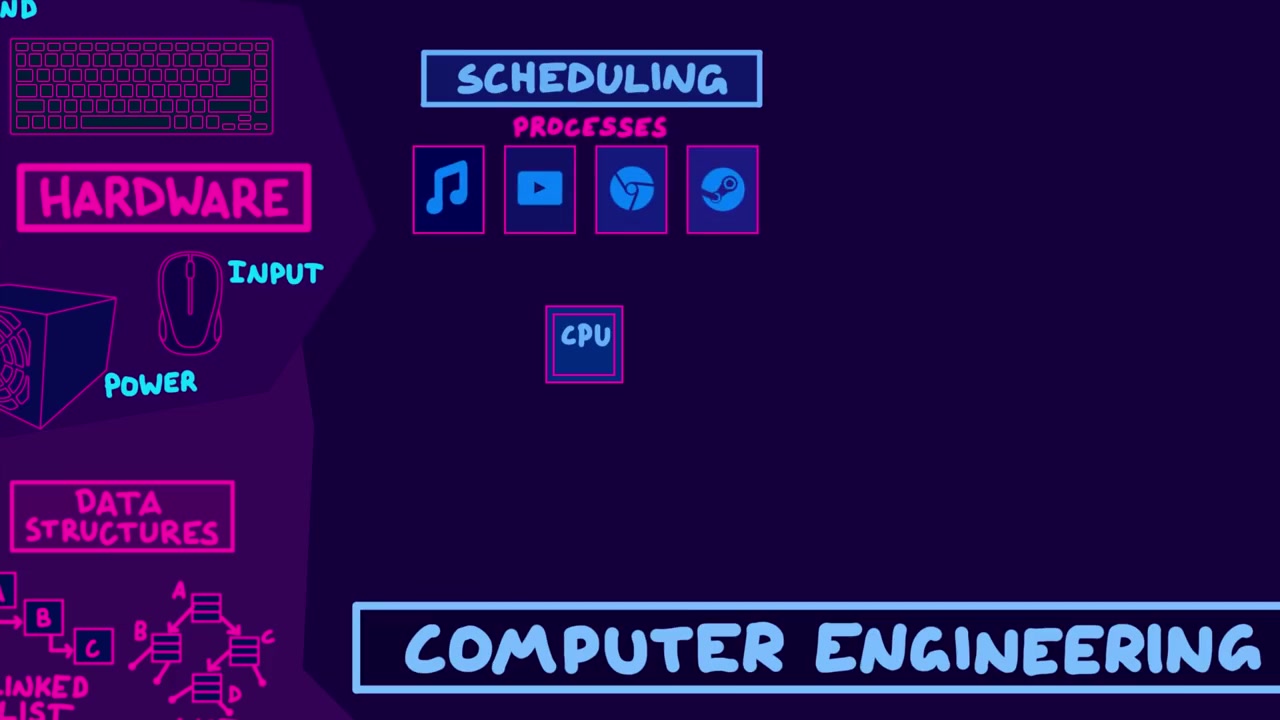 ND
HARDWARE
INPUT
POWER
DATA
STRUCTURES
A
B
C
LINKED
LIST
A
B
C
D
SCHEDULING
PROCESSES
CPU
COMPUTER ENGINEERING